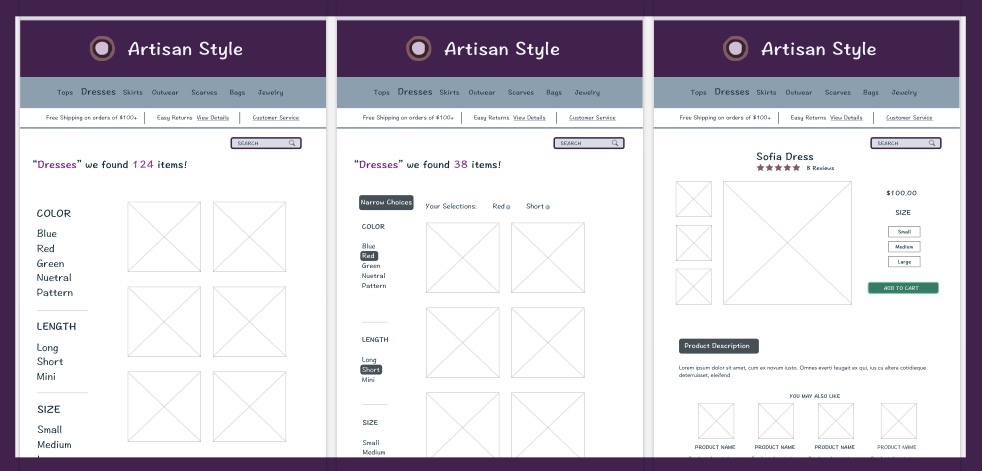 Artisan Style
Tops Dresses Skirts Outwear Scarves Bags Jewelry
Free Shipping on orders of $100+ Easy Returns View Details Customer Service
SEARCH
“Dresses” we found 124 items!
COLOR
Blue
Red
Green
Nuetral
Pattern
LENGTH
Long
Short
Mini
SIZE
Small
Medium
Artisan Style
Tops Dresses Skirts Outwear Scarves Bags Jewelry
Free Shipping on orders of $100+ Easy Returns View Details Customer Service
SEARCH
“Dresses” we found 38 items!
Narrow Choices Your Selections: Red Short
COLOR
Blue
Red
Green
Nuetral
Pattern
LENGTH
Long
Short
Mini
SIZE
Small
Medium
Artisan Style
Tops Dresses Skirts Outwear Scarves Bags Jewelry
Free Shipping on orders of $100+ Easy Returns View Details Customer Service
SEARCH
Sofia Dress
8 Reviews
$100.00
SIZE
Small
Medium
Large
ADD TO CART
Product Description
Lorem ipsum dolor sit amet, cum ex novum iusto. Omnes everti feugait ex qui, ius cu altera cotidieque
deterruisset, eleifend
YOU MAY ALSO LIKE
PRODUCT NAME PRODUCT NAME PRODUCT NAME PRODUCT NAME